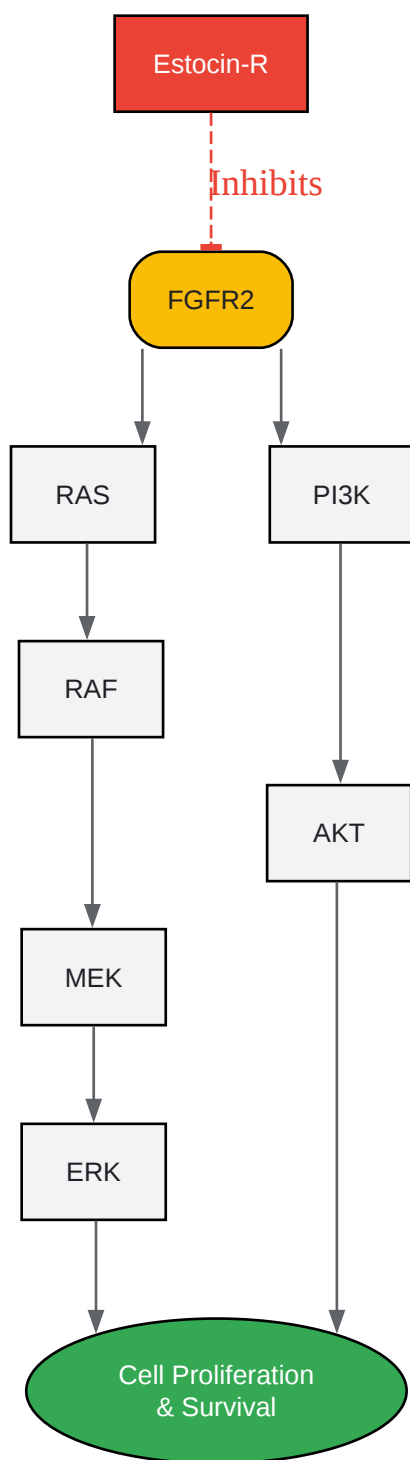 Estocin-R
Inhibits
FGFR2
RAS
PI3K
RAF
AKT
MEK
ERK
Cell Proliferation
& Survival